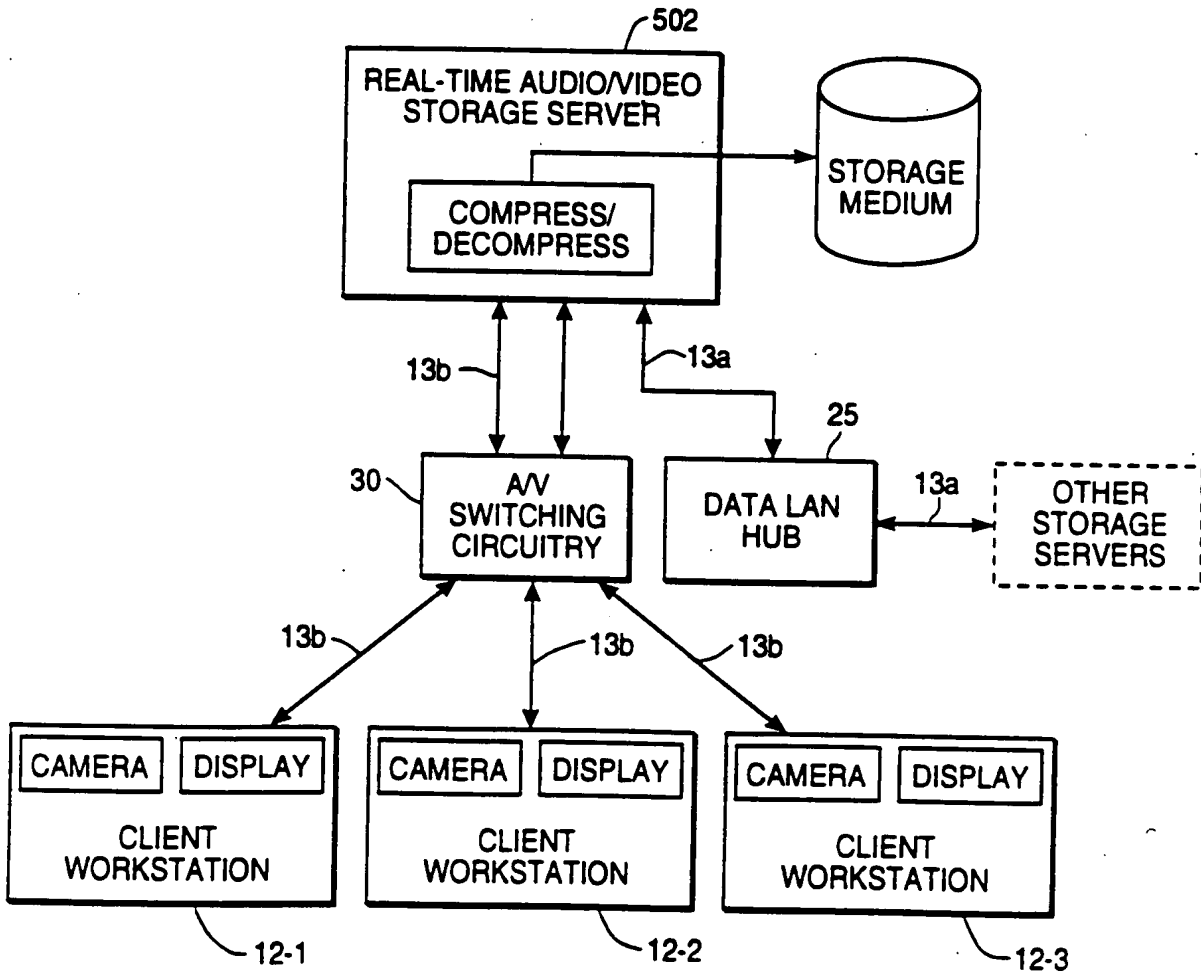 502
REAL-TIME AUDIO/VIDEO
STORAGE SERVER
COMPRESS/
DECOMPRESS
STORAGE
MEDIUM
13b
13a
25
30
A/V
SWITCHING
CIRCUITRY
DATA LAN
HUB
13a
OTHER
STORAGE
SERVERS
13b
13b
13b
CAMERA
DISPLAY
CLIENT
WORKSTATION
CAMERA
DISPLAY
CLIENT
WORKSTATION
CAMERA
DISPLAY
CLIENT
WORKSTATION
12-1
12-2
12-3